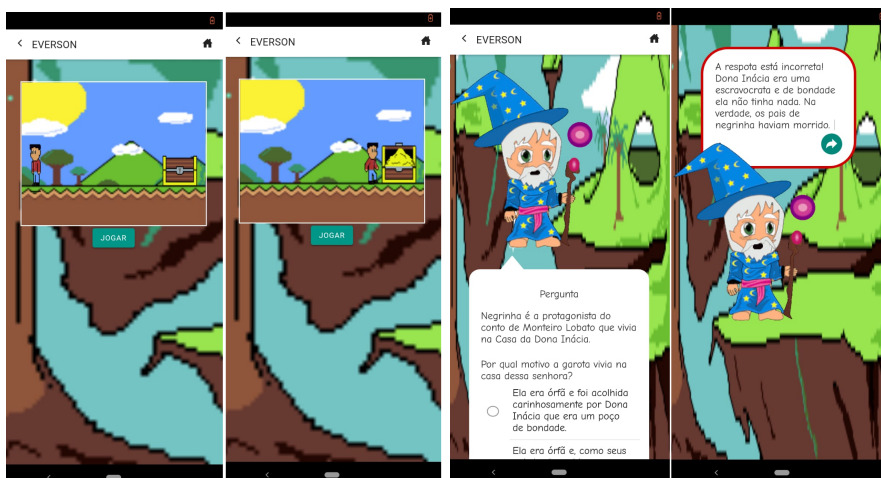 EVERSON
JOGAR
EVERSON
JOGAR
EVERSON
Pergunta
Negrinha é a protagonista do
conto de Monteiro Lobato que vivia
na Casa da Dona Inácia.
Por qual motivo a garota vivia na
casa dessa senhora?
Ela era órfã e foi acolhida
carinhosamente por Dona
Inácia que era um poço
de bondade.
Ela era órfã e, como seus
A respota está incorreta!
Dona Inácia era uma
escravocrata e de bondade
ela não tinha nada. Na
verdade, os pais de
negrinha haviam morrido.